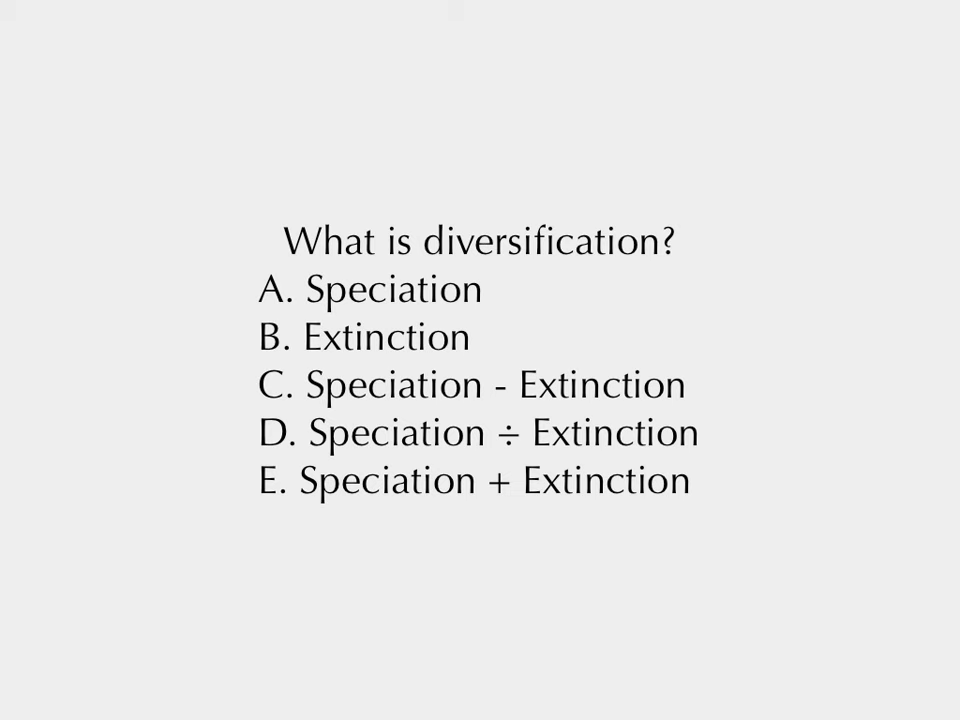 What is diversification?
A. Speciation
B. Extinction
C. Speciation - Extinction
D. Speciation ÷ Extinction
E. Speciation + Extinction